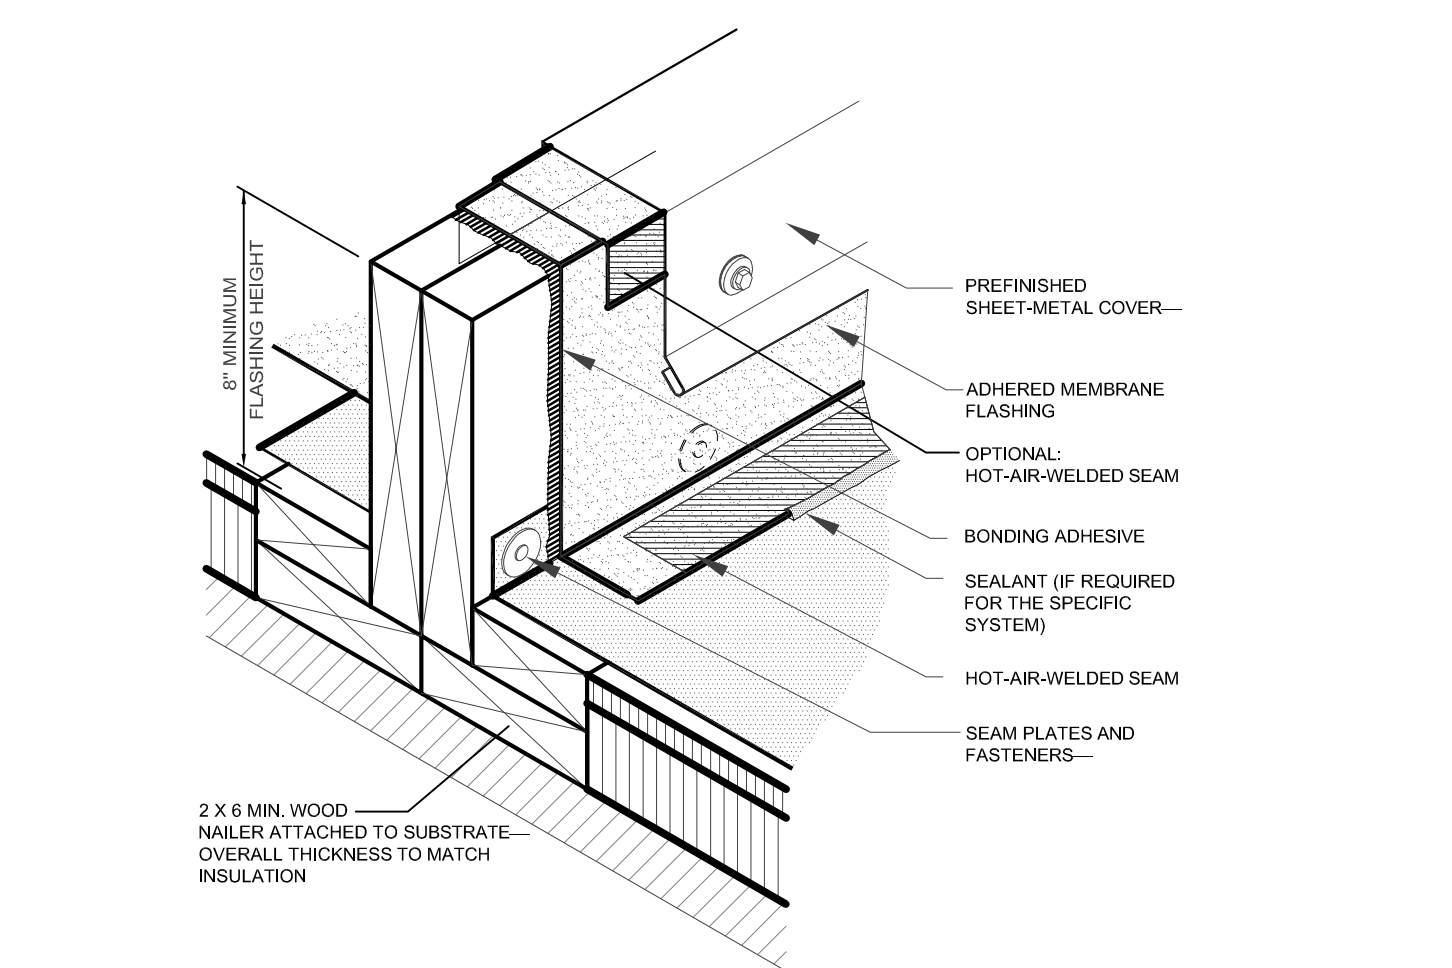 8" MINIMUM
FLASHING HEIGHT
PREFINISHED
SHEET-METAL COVER—
ADHERED MEMBRANE
FLASHING
OPTIONAL:
HOT-AIR-WELDED SEAM
BONDING ADHESIVE
SEALANT (IF REQUIRED
FOR THE SPECIFIC
SYSTEM)
HOT-AIR-WELDED SEAM
SEAM PLATES AND
FASTENERS—
2 X 6 MIN. WOOD
NAILER ATTACHED TO SUBSTRATE—
OVERALL THICKNESS TO MATCH
INSULATION